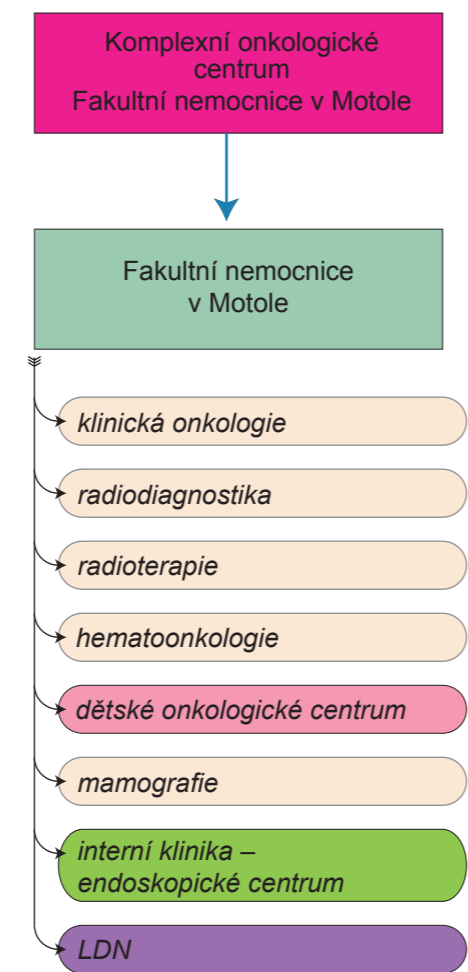 Komplexní onkologické
centrum
Fakultní nemocnice v Motole
Fakultní nemocnice
v Motole
klinická onkologie
radiodiagnostika
radioterapie
hematoonkologie
dětské onkologické centrum
mamografie
interní klinika –
endoskopické centrum
LDN